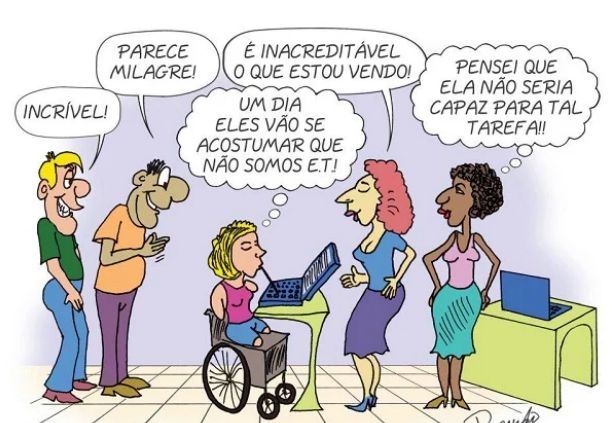 INCRÍVEL!
PARECE
MILAGRE!
É INACREDITÁVEL
O QUE ESTOU VENDO!
UM DIA
ELES VÃO SE
ACOSTUMAR QUE
NÃO SOMOS E.T.!
PENSEI QUE
ELA NÃO SERIA
CAPAZ PARA TAL
TAREFA!!